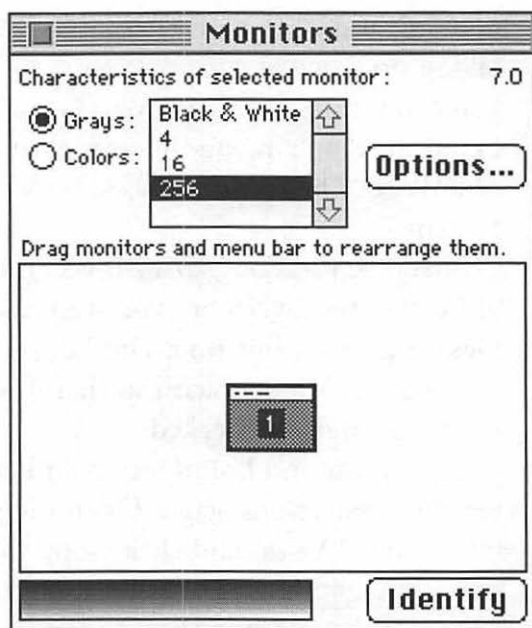 Monitors
Characteristics of selected monitor: 7.0
Grays:
Colors:
Black & White
4
16
256
Options...
Drag monitors and menu bar to rearrange them.
1
Identify